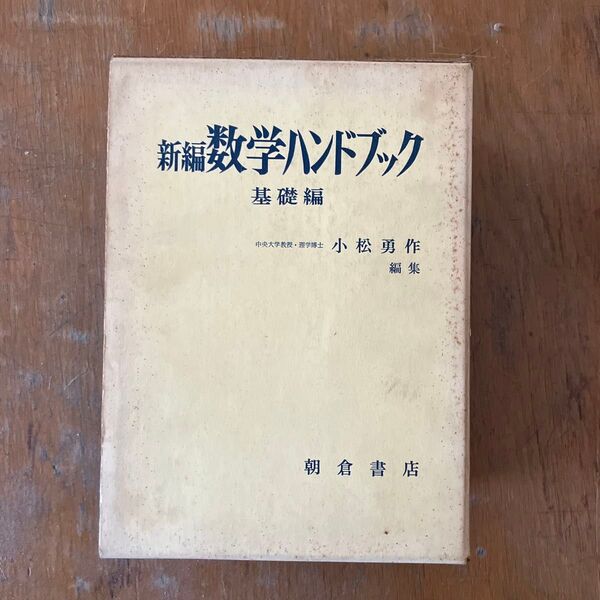 新編数学ハンドブック
基礎編
中央大学教授・理学博士 小松勇作
編集
朝倉書店